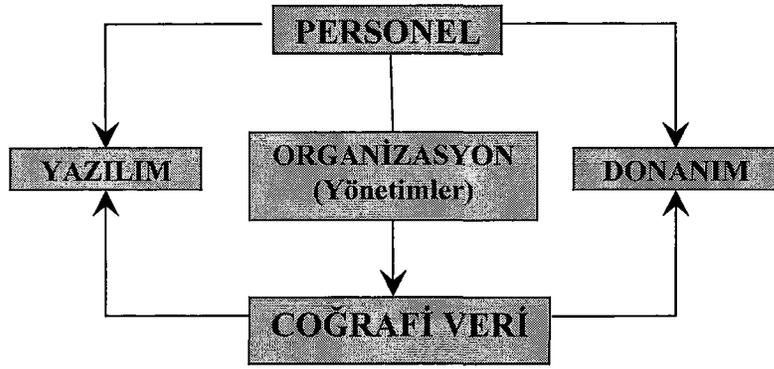 PERSONEL
YAZILIM
ORGANİZASYON
(Yönetimler)
DONANIM
COĞRAFİ VERİ